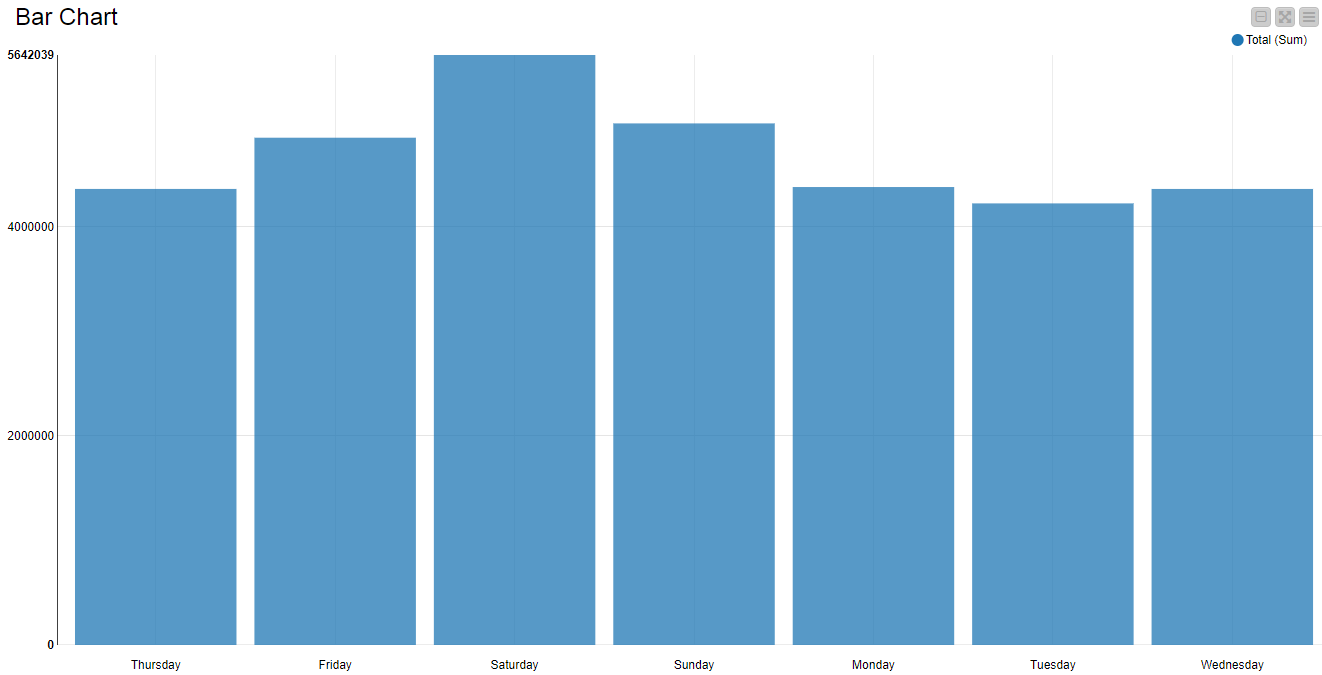 Bar Chart
Total (Sum)
5642039
4000000
2000000
0
Thursday Friday Saturday Sunday Monday Tuesday Wednesday